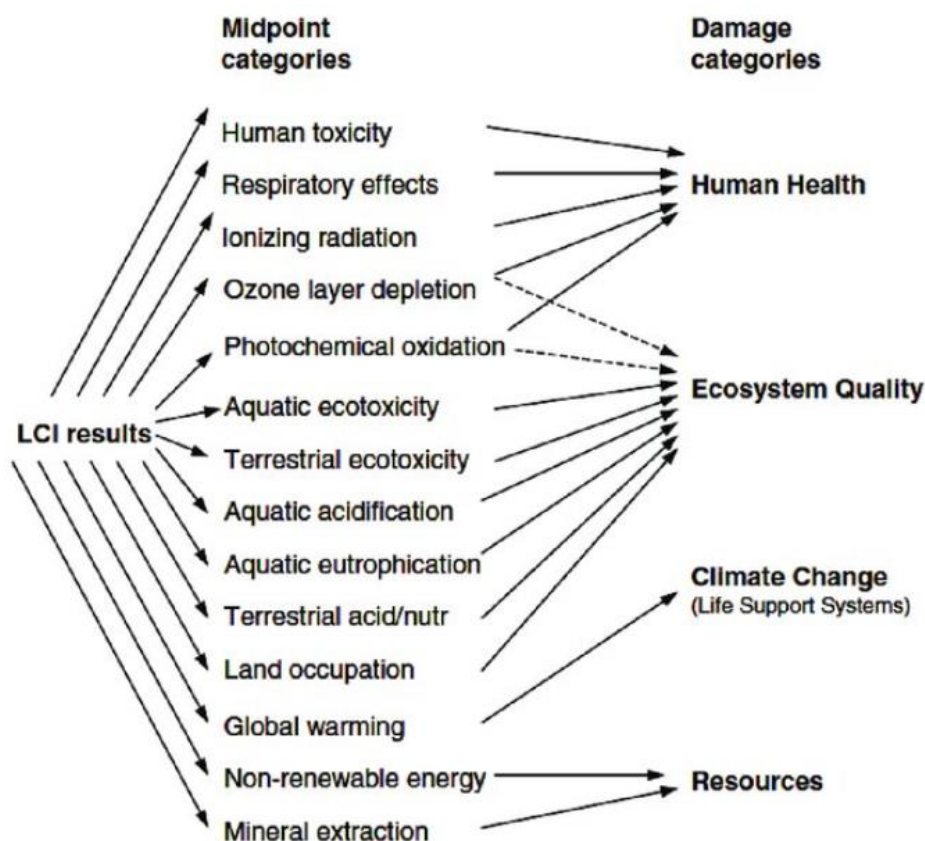 Midpoint
categories
Damage
categories
Human toxicity
Respiratory effects
Human Health
Ionizing radiation
Ozone layer depletion
Photochemical oxidation
Ecosystem Quality
Aquatic ecotoxicity
LCI results
Terrestrial ecotoxicity
Aquatic acidification
Aquatic eutrophication
Climate Change
(Life Support Systems)
Terrestrial acid/nutr
Land occupation
Global warming
Non-renewable energy
Resources
Mineral extraction